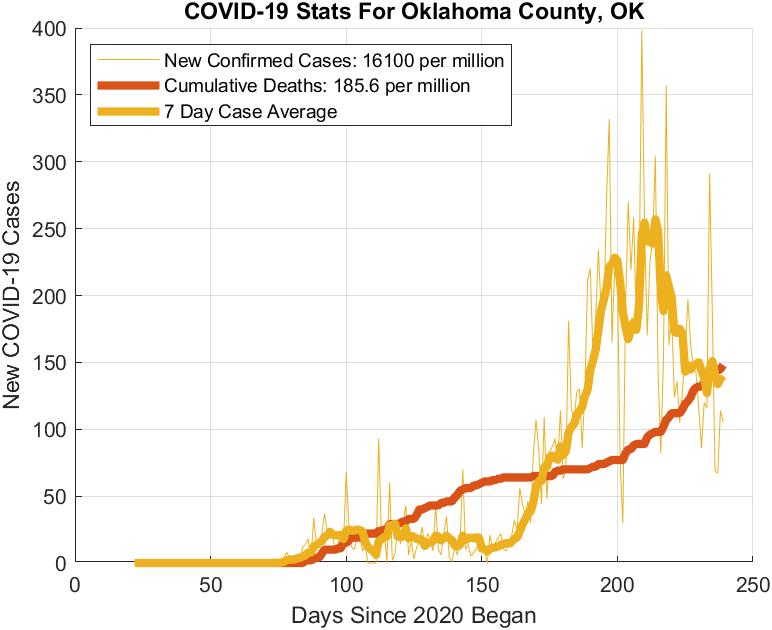 COVID-19 Stats For Oklahoma County, OK
New Confirmed Cases: 16100 per million
Cumulative Deaths: 185.6 per million
7 Day Case Average
400
350
300
250
200
150
100
50
0
New COVID-19 Cases
0 50 100 150 200 250
Days Since 2020 Began